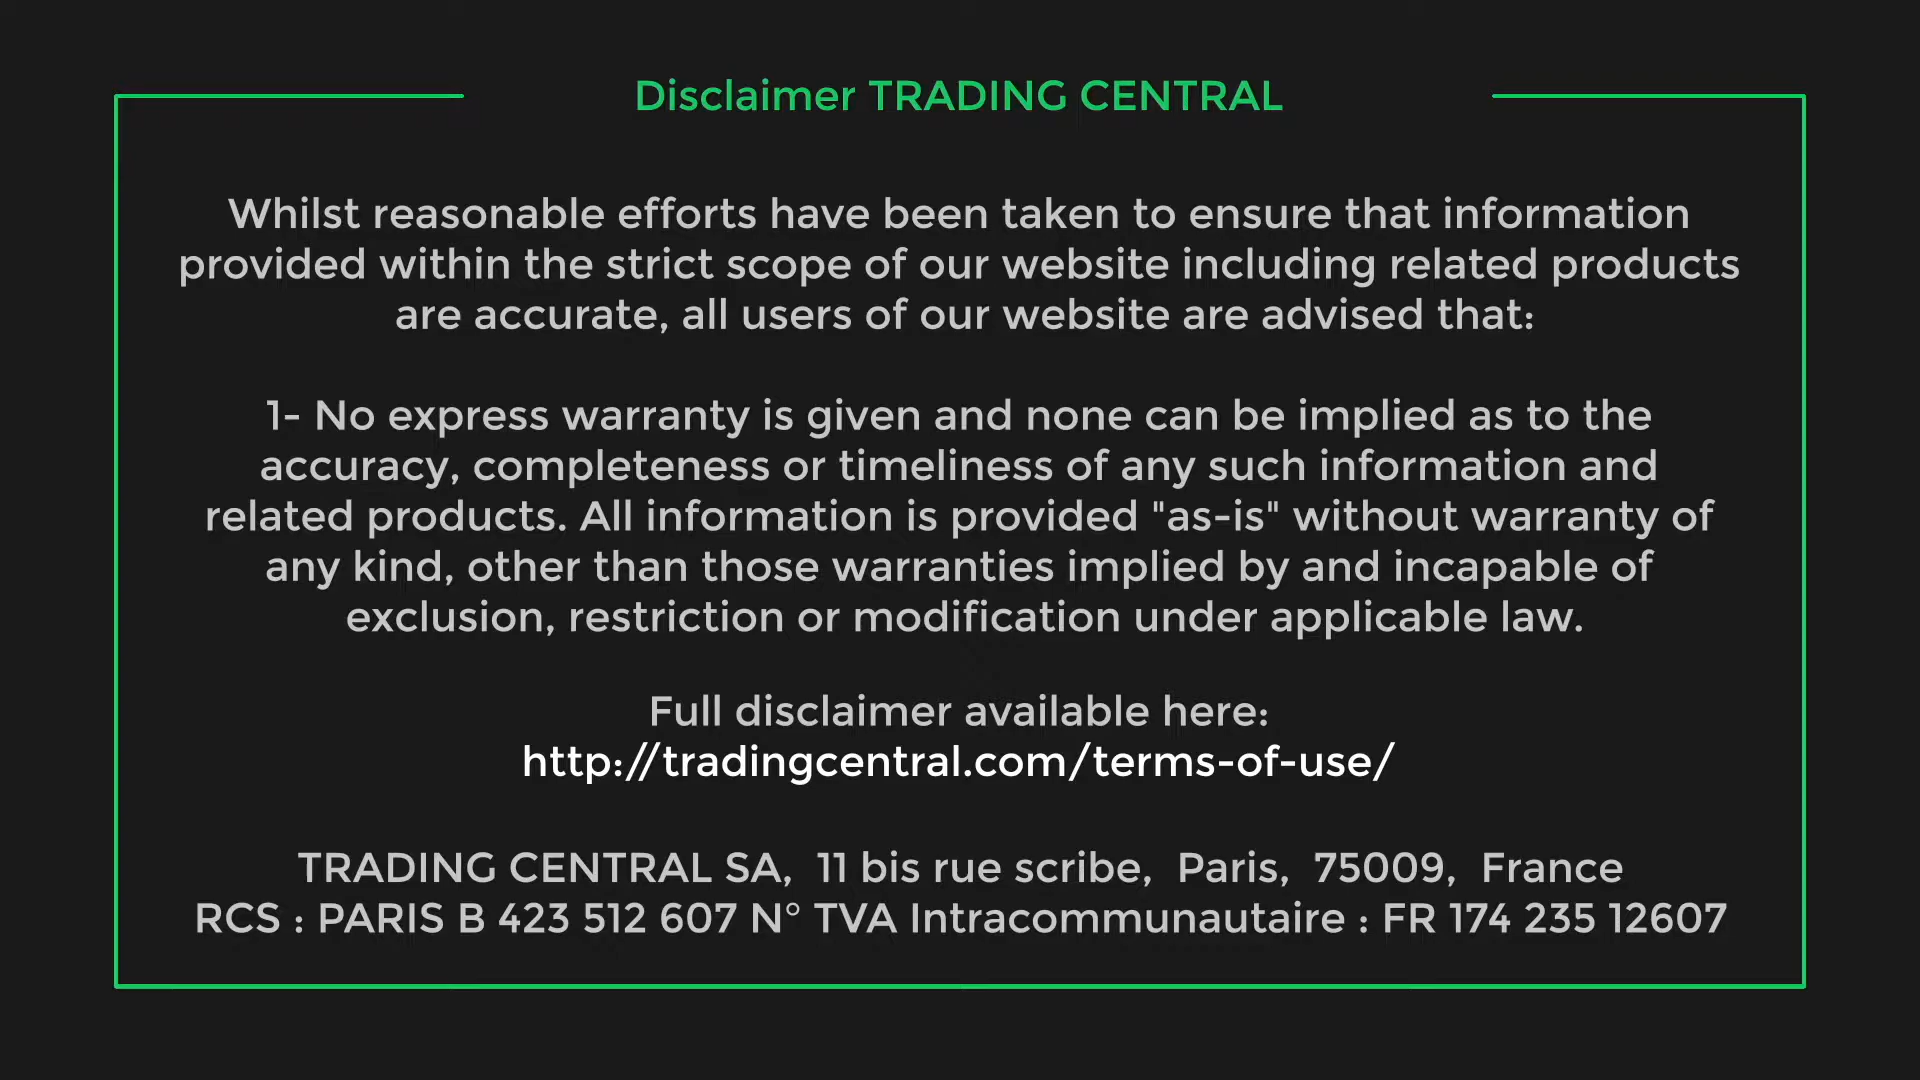 Disclaimer TRADING CENTRAL
Whilst reasonable efforts have been taken to ensure that information
provided within the strict scope of our website including related products
are accurate, all users of our website are advised that:
1- No express warranty is given and none can be implied as to the
accuracy, completeness or timeliness of any such information and
related products. All information is provided "as-is" without warranty of
any kind, other than those warranties implied by and incapable of
exclusion, restriction or modification under applicable law.
Full disclaimer available here:
http://tradingcentral.com/terms-of-use/
TRADING CENTRAL SA, 11 bis rue scribe, Paris, 75009, France
RCS : PARIS B 423 512 607 N° TVA Intracommunautaire : FR 174 235 12607